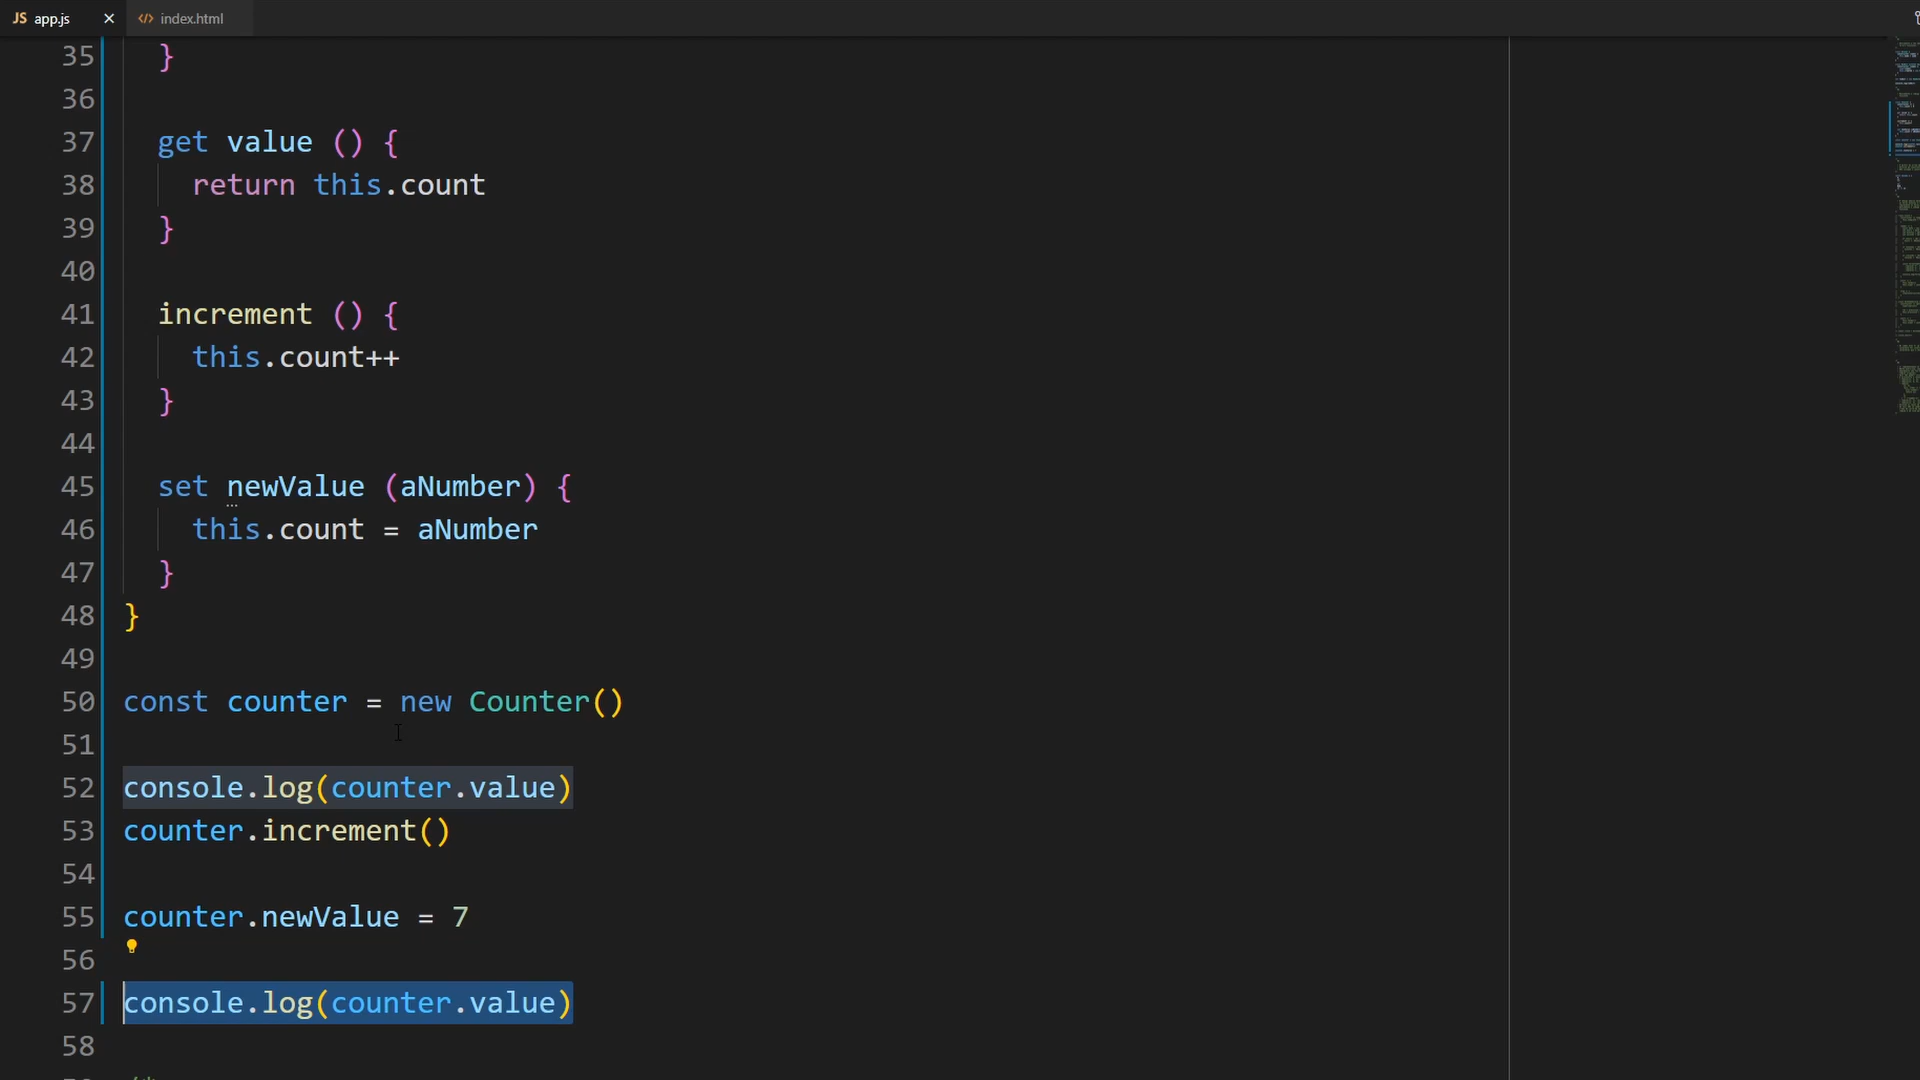 JS app.js × <> index.html
35 }
36
37 get value () {
38 return this.count
39 }
40
41 increment () {
42 this.count++
43 }
44
45 set newValue (aNumber) {
46 this.count = aNumber
47 }
48 }
49
50 const counter = new Counter()
51
52 console.log(counter.value)
53 counter.increment()
54
55 counter.newValue = 7
56
57 console.log(counter.value)
58